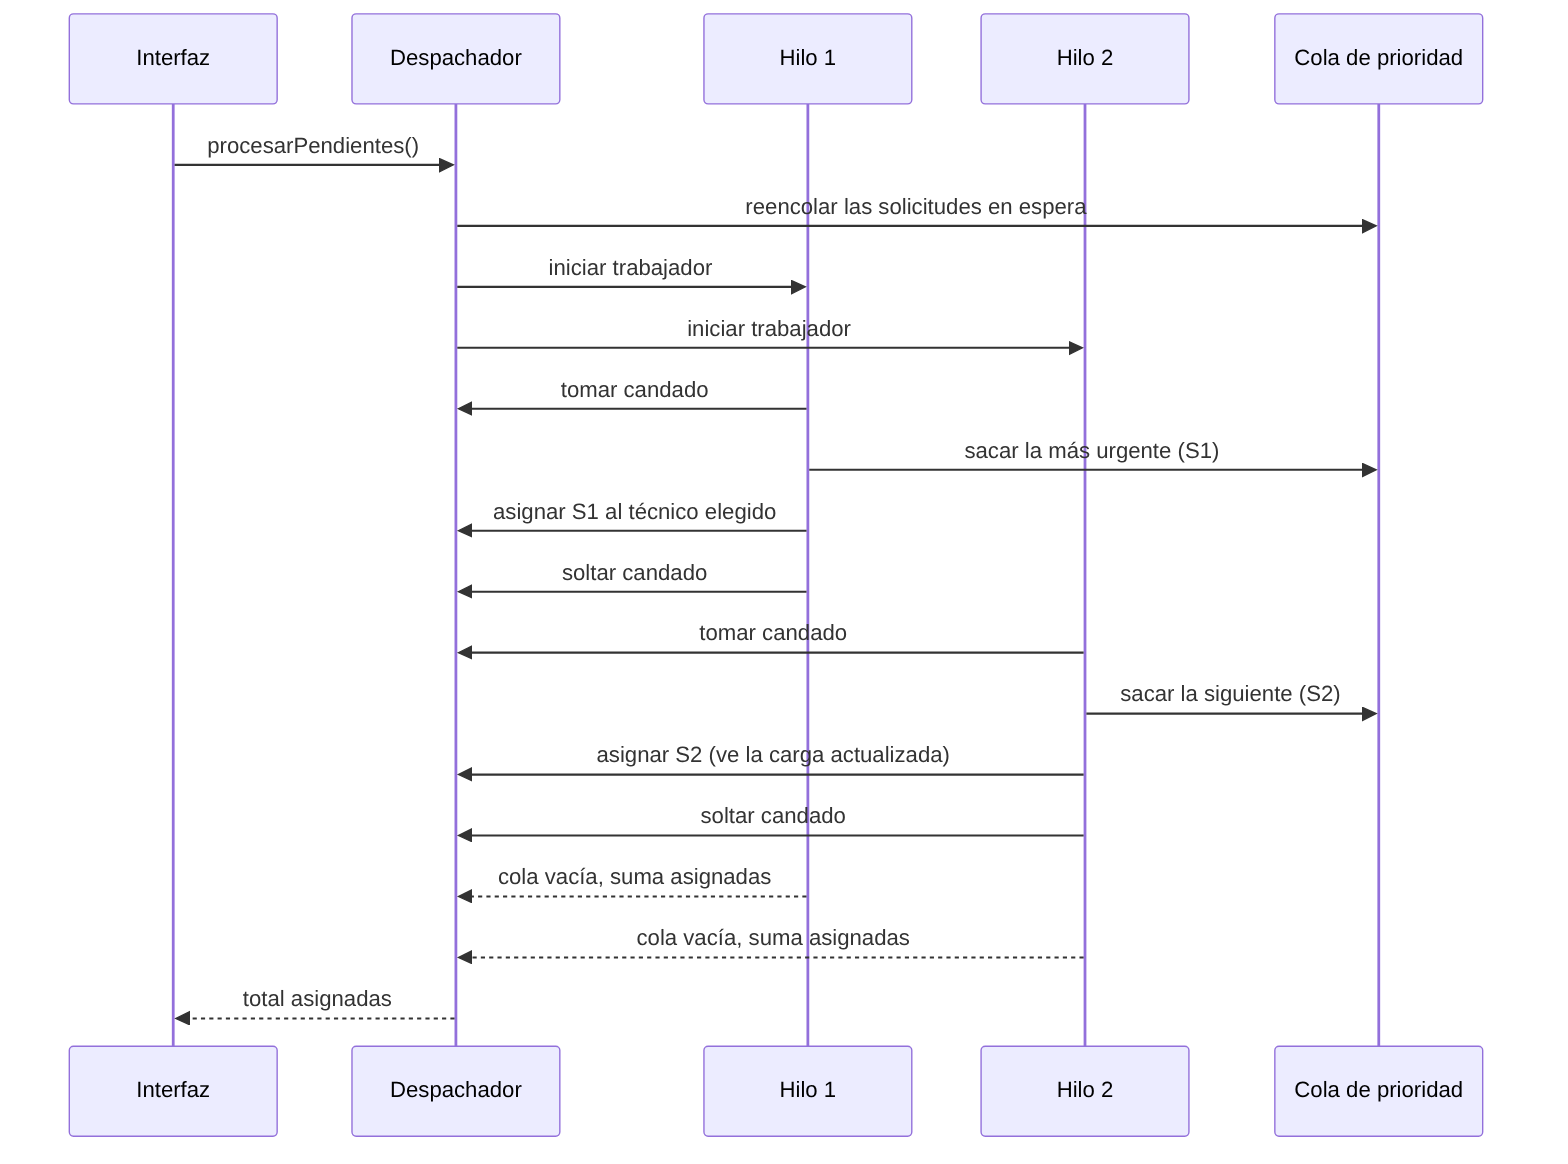 Interfaz
Despachador
Hilo 1
Hilo 2
Cola de prioridad
procesarPendientes()
reencolar las solicitudes en espera
iniciar trabajador
iniciar trabajador
tomar candado
sacar la más urgente (S1)
asignar S1 al técnico elegido
soltar candado
tomar candado
sacar la siguiente (S2)
asignar S2 (ve la carga actualizada)
soltar candado
cola vacía, suma asignadas
cola vacía, suma asignadas
total asignadas
Interfaz
Despachador
Hilo 1
Hilo 2
Cola de prioridad